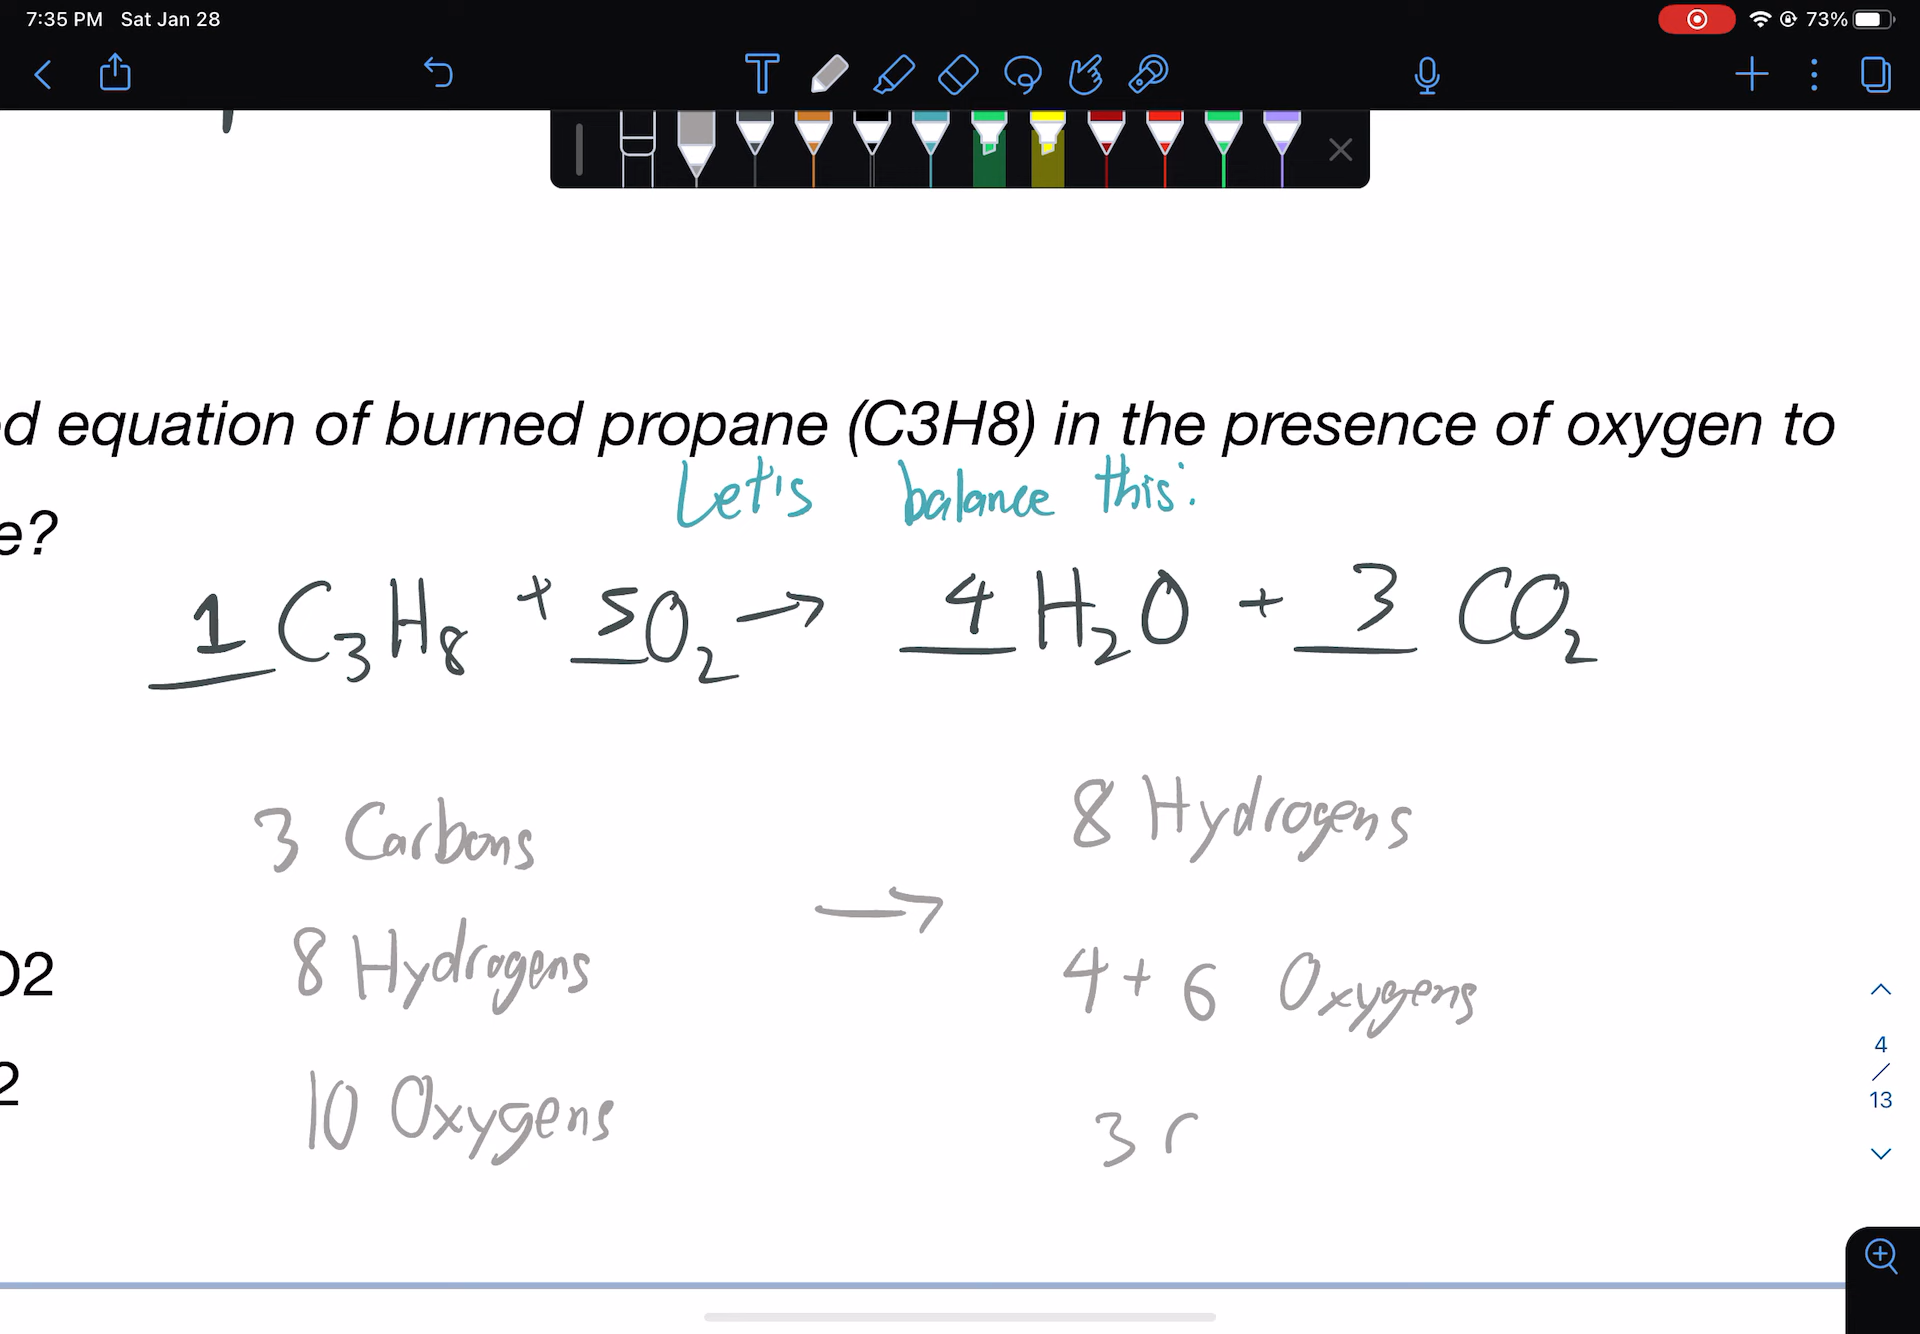 7:35 PM Sat Jan 28
73%
T
d equation of burned propane (C3H8) in the presence of oxygen to
Let's balance this:
e?
1 C₃H₈ + 5O₂ → 4 H₂O + 3 CO₂
3 Carbons
8 Hydrogens
→
8 Hydrogens
O2
4 + 6 Oxygens
4
/
13
2
10 Oxygens
3